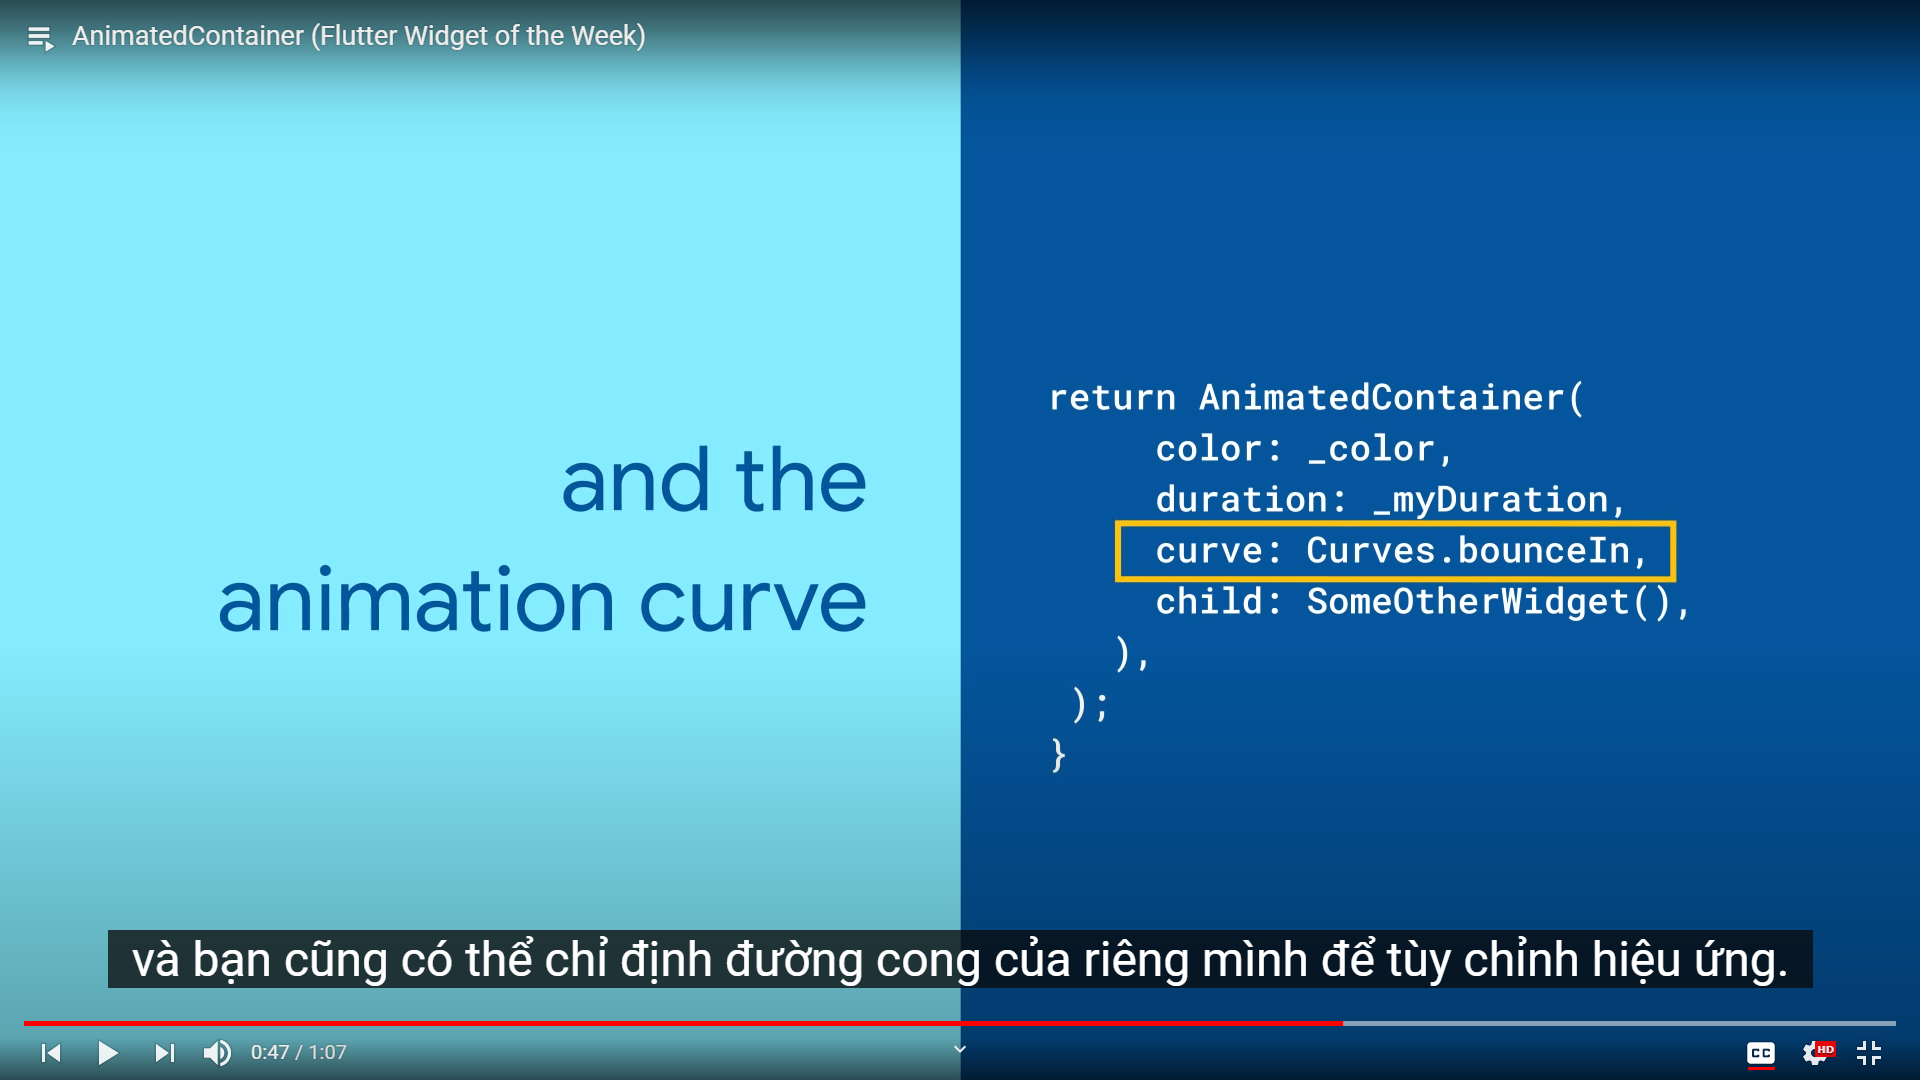 AnimatedContainer (Flutter Widget of the Week)
and the
animation curve
return AnimatedContainer(
color: _color,
duration: _myDuration,
curve: Curves.bounceIn,
child: SomeOtherWidget(),
),
);
}
và bạn cũng có thể chỉ định đường cong của riêng mình để tùy chỉnh hiệu ứng.
0:47 / 1:07
CC
HD